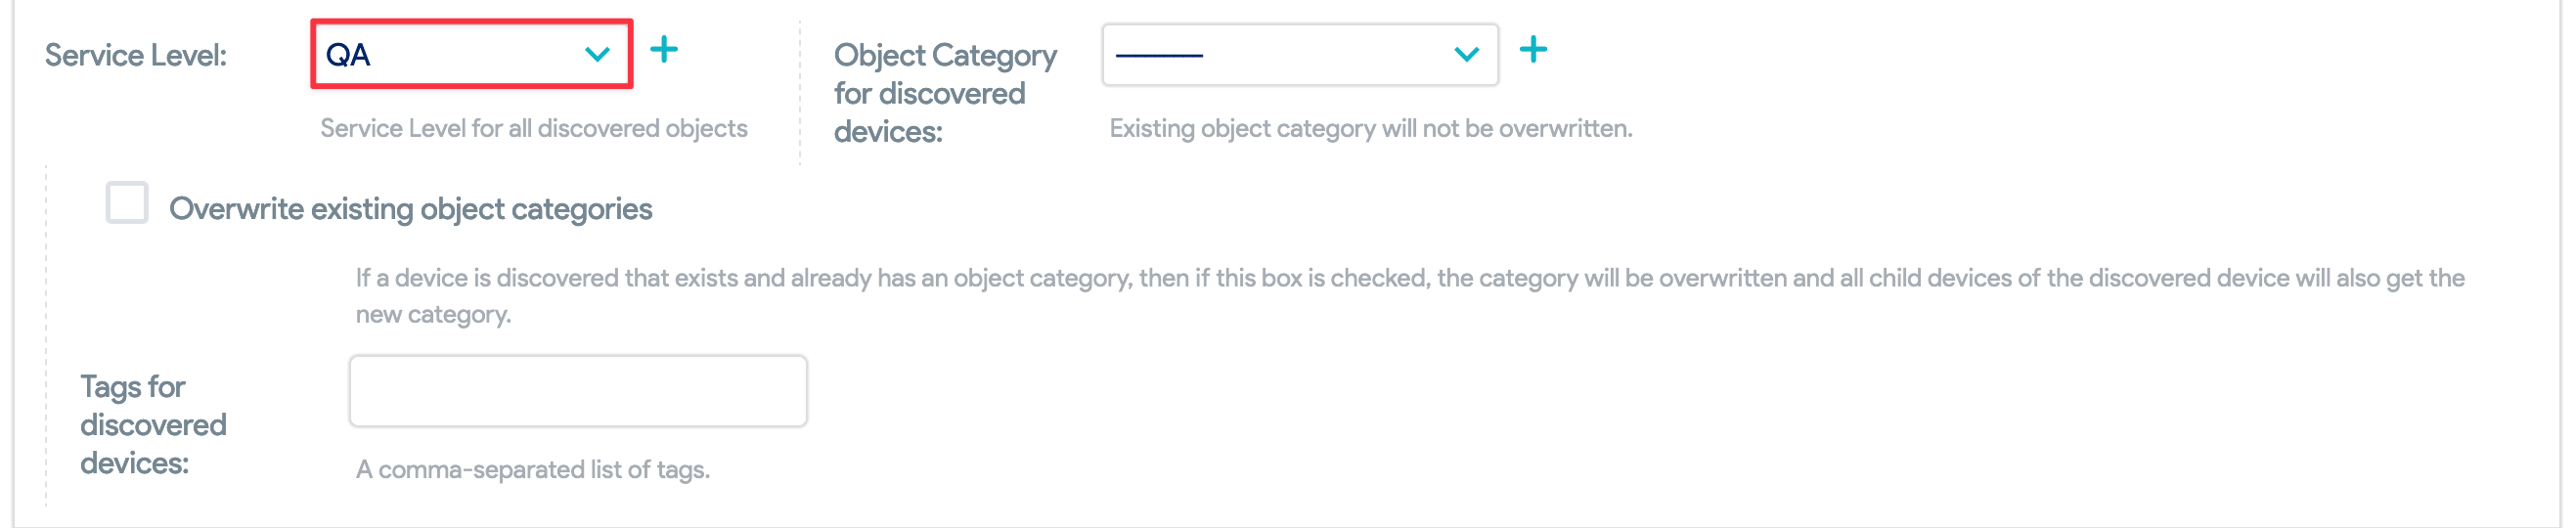 Service Level:
QA
Service Level for all discovered objects
Object Category
for discovered
devices:
Existing object category will not be overwritten.
Overwrite existing object categories
If a device is discovered that exists and already has an object category, then if this box is checked, the category will be overwritten and all child devices of the discovered device will also get the
new category.
Tags for
discovered
devices:
A comma-separated list of tags.